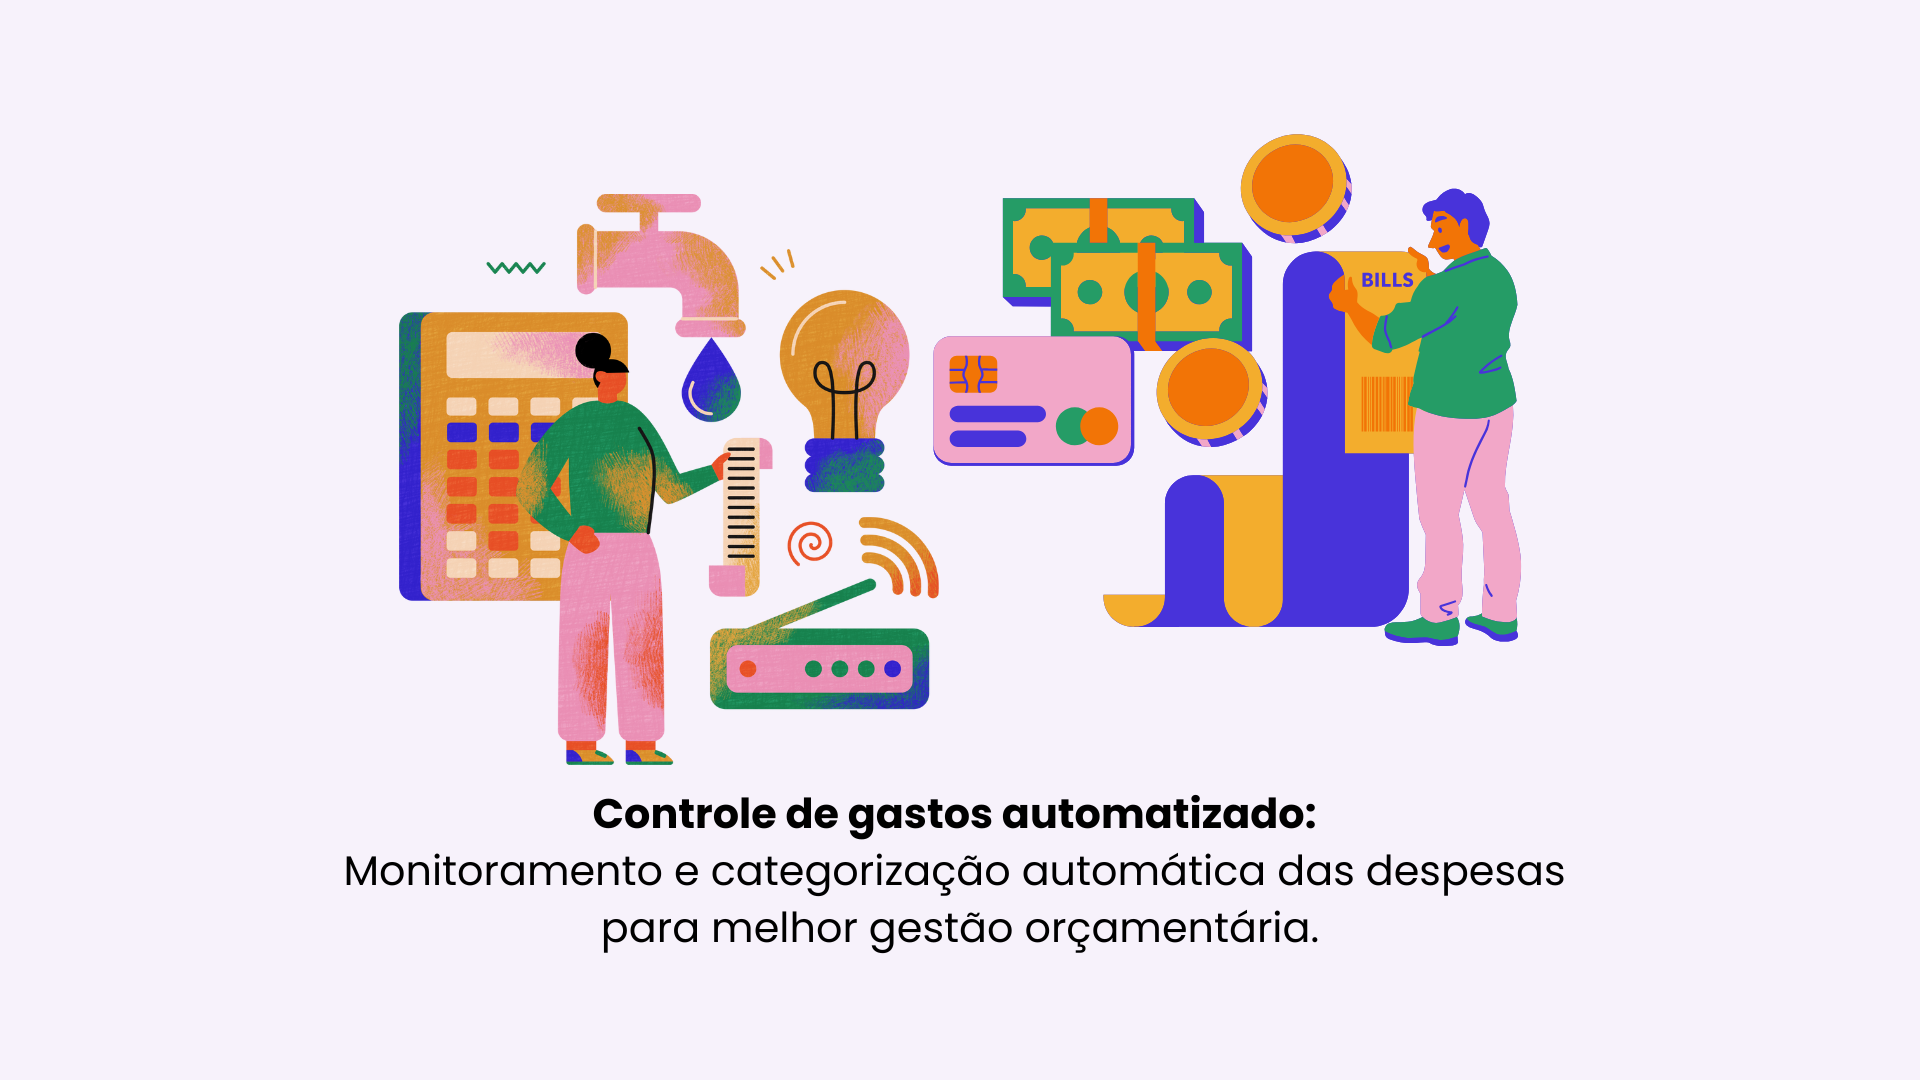 BILLS
Controle de gastos automatizado:
Monitoramento e categorização automática das despesas
para melhor gestão orçamentária.